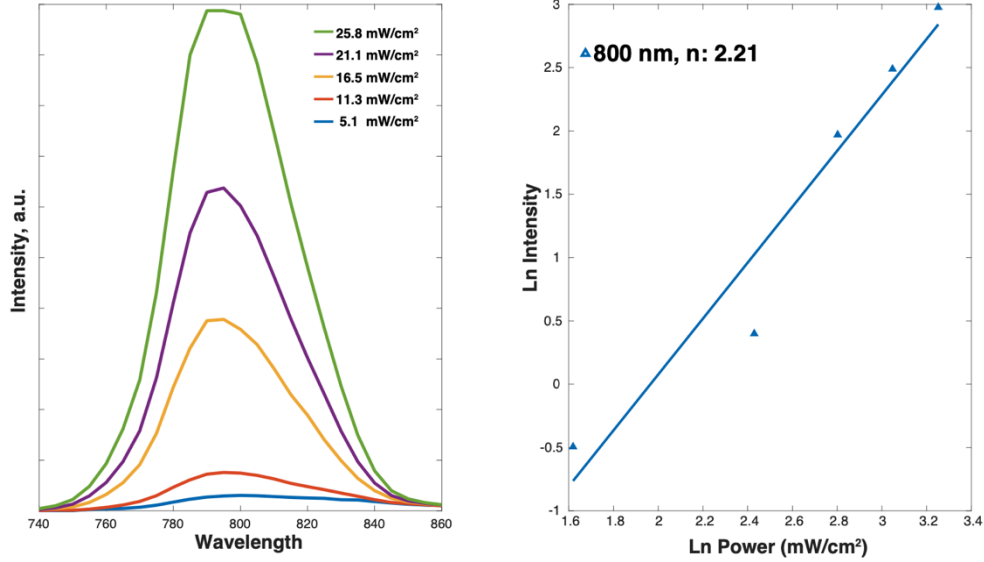 Intensity, a.u.
25.8 mW/cm²
21.1 mW/cm²
16.5 mW/cm²
11.3 mW/cm²
5.1 mW/cm²
740 760 780 800 820 840 860
Wavelength
Ln Intensity
800 nm, n: 2.21
3
2.5
2
1.5
1
0.5
0
-0.5
-1
1.6 1.8 2 2.2 2.4 2.6 2.8 3 3.2 3.4
Ln Power (mW/cm²)